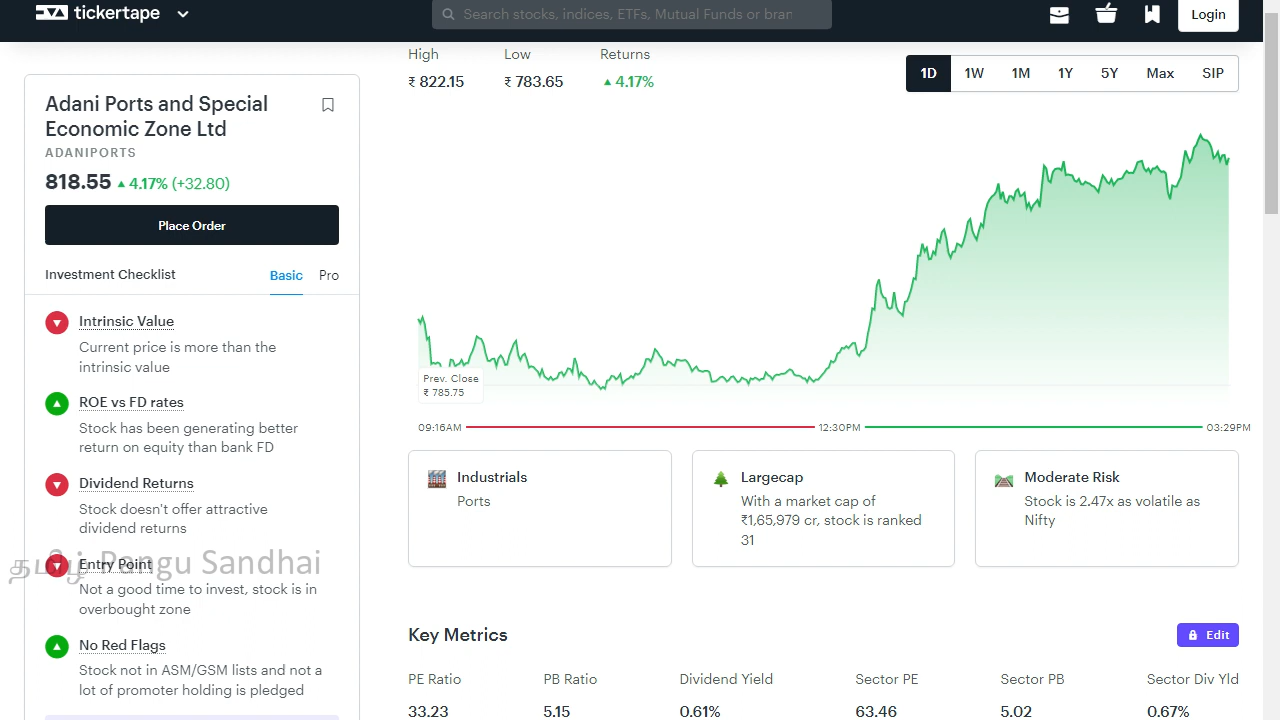 tickertape
Search stocks, indices, ETFs, Mutual Funds or bran
Login
Adani Ports and Special
Economic Zone Ltd
ADANIPORTS
818.55 ▲ 4.17% (+32.80)
Place Order
Investment Checklist Basic Pro
Intrinsic Value
Current price is more than the
intrinsic value
ROE vs FD rates
Stock has been generating better
return on equity than bank FD
Dividend Returns
Stock doesn't offer attractive
dividend returns
Entry Point
Not a good time to invest, stock is in
overbought zone
No Red Flags
Stock not in ASM/GSM lists and not a
lot of promoter holding is pledged
தமிழ் Pangu Sandhai
High Low Returns
₹ 822.15 ₹ 783.65 ▲ 4.17%
1D 1W 1M 1Y 5Y Max SIP
Prev. Close
₹ 785.75
09:16AM 12:30PM 03:29PM
Industrials
Ports
Largecap
With a market cap of
₹1,65,979 cr, stock is ranked
31
Moderate Risk
Stock is 2.47x as volatile as
Nifty
Key Metrics
Edit
PE Ratio PB Ratio Dividend Yield Sector PE Sector PB Sector Div Yld
33.23 5.15 0.61% 63.46 5.02 0.67%